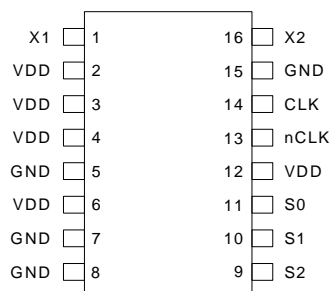 X1 1 16 X2
VDD 2 15 GND
VDD 3 14 CLK
VDD 4 13 nCLK
GND 5 12 VDD
VDD 6 11 S0
GND 7 10 S1
GND 8 9 S2